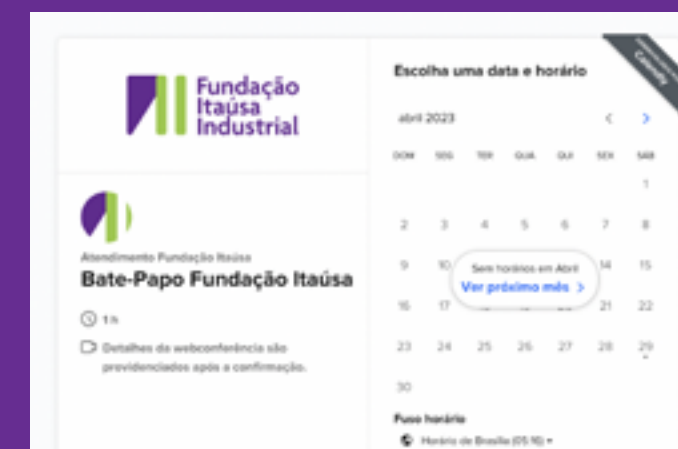 Fundação
Itaúsa
Industrial
Atendimento Fundação Itaúsa
Bate-Papo Fundação Itaúsa
1 h
Detalhes da webconferência são
providenciados após a confirmação.
Escolha uma data e horário
Calendly
abril 2023
DOM SEG TER QUA QUI SEX SÁB
1
2 3 4 5 6 7 8
9 10 14 15
Sem horários em Abril
Ver próximo mês
16 17 21 22
23 24 25 26 27 28 29
30
Fuso horário
Horário de Brasília (05:16)